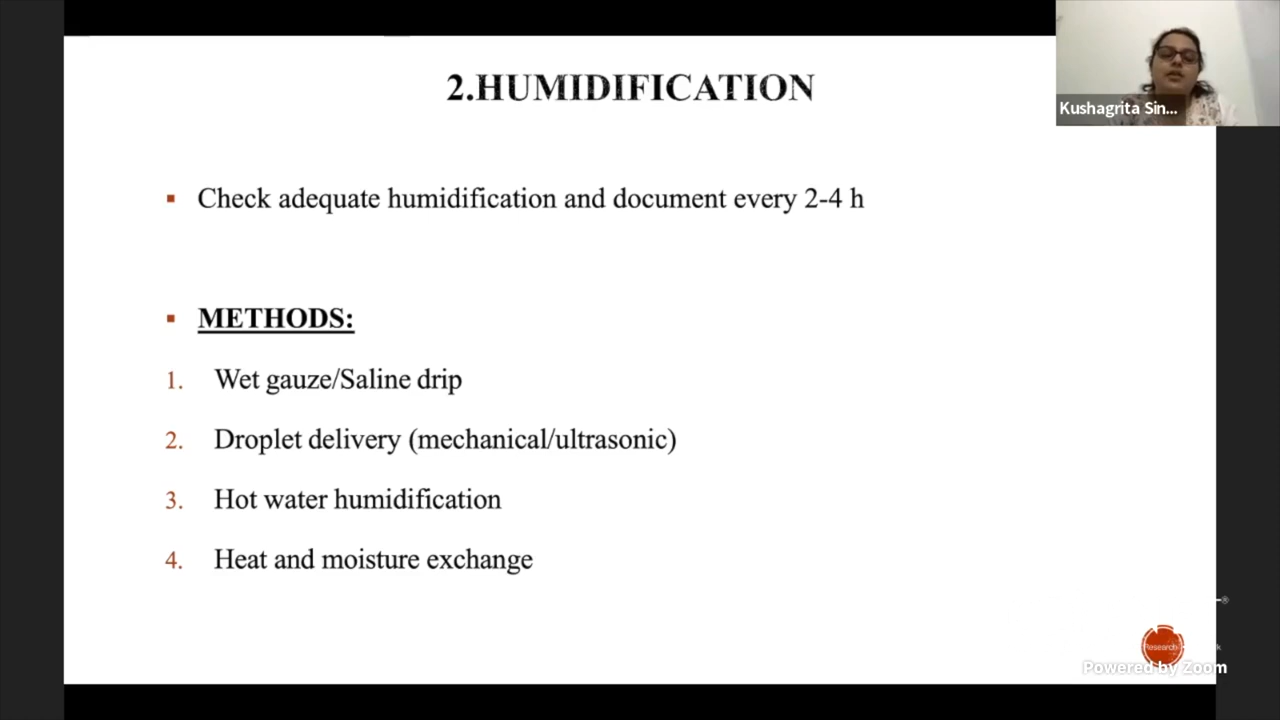 2.HUMIDIFICATION
Kushagrita Sin...
▪ Check adequate humidification and document every 2-4 h
▪ METHODS:
1. Wet gauze/Saline drip
2. Droplet delivery (mechanical/ultrasonic)
3. Hot water humidification
4. Heat and moisture exchange
Research
Powered by Zoom